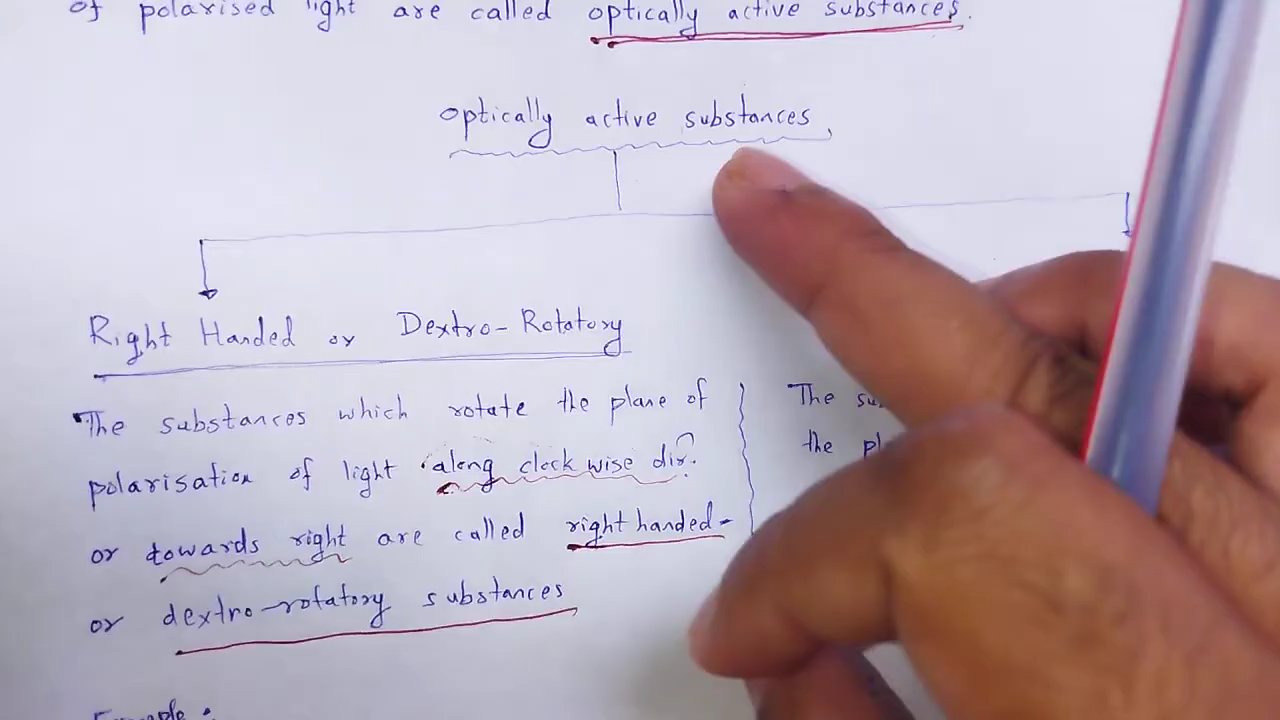 of polarised light are called optically active substances.
Optically active substances
Right Handed or Dextro-Rotatory
The substances which rotate the plane of
polarisation of light along clock wise dir.
or towards right are called right handed-
or dextro-rotatory substances
The
the
Example: